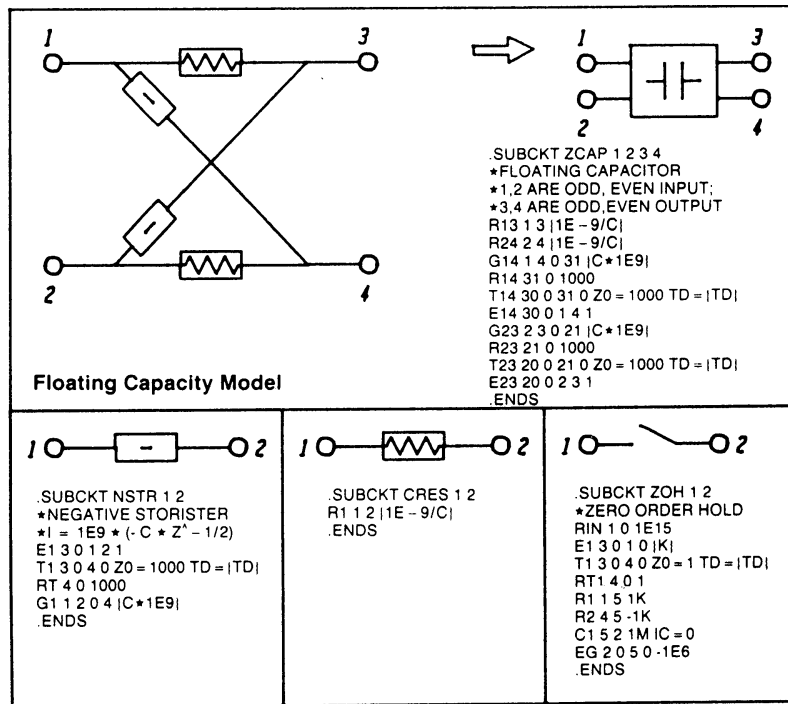 1
3
2
4
1
3
2
4
.SUBCKT ZCAP 1 2 3 4
*FLOATING CAPACITOR
*1,2 ARE ODD, EVEN INPUT;
*3,4 ARE ODD,EVEN OUTPUT
R13 1 3 |1E - 9/C|
R24 2 4 |1E - 9/C|
G14 1 4 0 31 |C*1E9|
R14 31 0 1000
T14 30 0 31 0 Z0 = 1000 TD = |TD|
E14 30 0 1 4 1
G23 2 3 0 21 |C*1E9|
R23 21 0 1000
T23 20 0 21 0 Z0 = 1000 TD = |TD|
E23 20 0 2 3 1
.ENDS
Floating Capacity Model
1 - 2
.SUBCKT NSTR 1 2
*NEGATIVE STORISTER
*I = 1E9 * (- C * Z^ - 1/2)
E1 3 0 1 2 1
T1 3 0 4 0 Z0 = 1000 TD = |TD|
RT 4 0 1000
G1 1 2 0 4 |C*1E9|
.ENDS
1 2
.SUBCKT CRES 1 2
R1 1 2 |1E - 9/C|
.ENDS
1 2
.SUBCKT ZOH 1 2
*ZERO ORDER HOLD
RIN 1 0 1E15
E1 3 0 1 0 |K|
T1 3 0 4 0 Z0 = 1 TD = |TD|
RT1 4 0 1
R1 1 5 1K
R2 4 5 -1K
C1 5 2 1M IC = 0
EG 2 0 5 0 -1E6
.ENDS